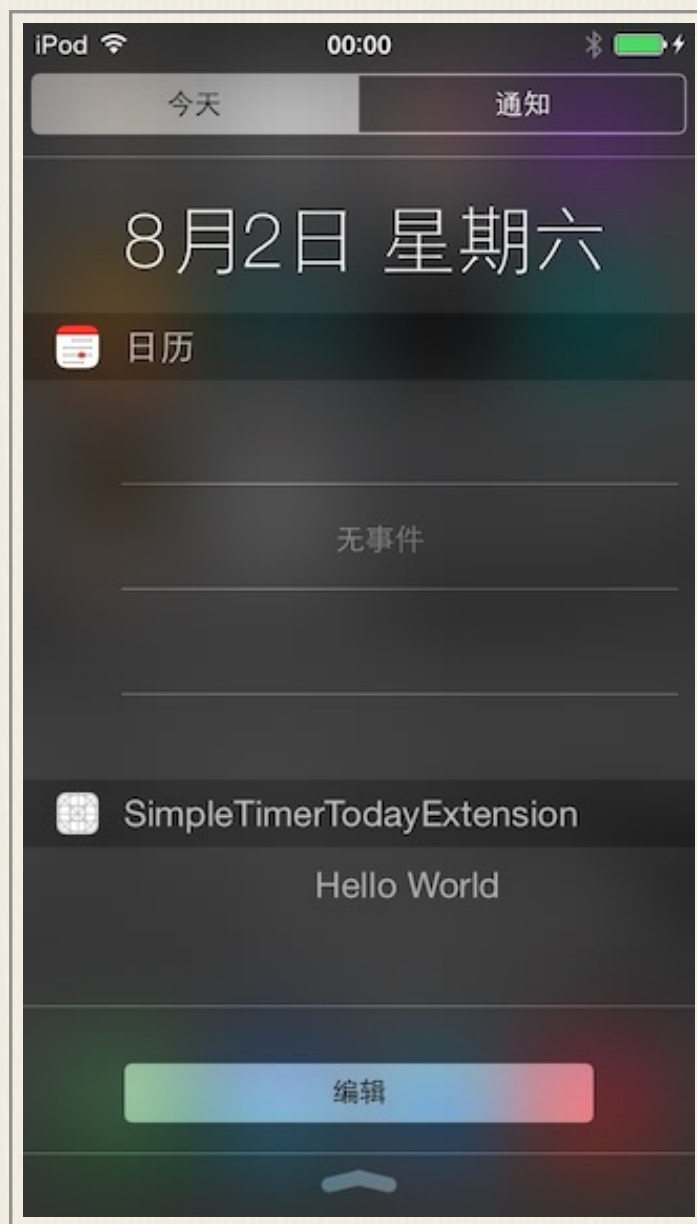 iPod 00:00
今天 通知
8月2日 星期六
日历
无事件
SimpleTimerTodayExtension
Hello World
编辑